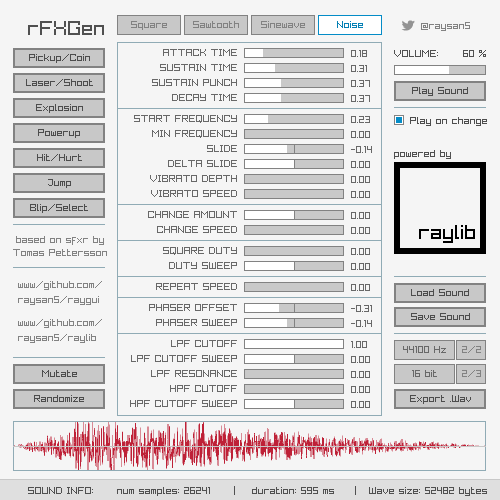 rFXGen
Square
Sawtooth
Sinewave
Noise
@raysan5
Pickup/Coin
Laser/Shoot
Explosion
Powerup
Hit/Hurt
Jump
Blip/Select
based on sfxr by
Tomas Pettersson
www/github.com/
raysan5/raygui
www/github.com/
raysan5/raylib
Mutate
Randomize
ATTACK TIME 0.18
SUSTAIN TIME 0.31
SUSTAIN PUNCH 0.37
DECAY TIME 0.37
START FREQUENCY 0.23
MIN FREQUENCY 0.00
SLIDE -0.14
DELTA SLIDE 0.00
VIBRATO DEPTH 0.00
VIBRATO SPEED 0.00
CHANGE AMOUNT 0.00
CHANGE SPEED 0.00
SQUARE DUTY 0.00
DUTY SWEEP 0.00
REPEAT SPEED 0.00
PHASER OFFSET -0.31
PHASER SWEEP -0.14
LPF CUTOFF 1.00
LPF CUTOFF SWEEP 0.00
LPF RESONANCE 0.00
HPF CUTOFF 0.00
HPF CUTOFF SWEEP 0.00
VOLUME: 60 %
Play Sound
Play on change
powered by
raylib
Load Sound
Save Sound
44100 Hz 2/2
16 bit 2/3
Export .Wav
SOUND INFO: num samples: 26241 | duration: 595 ms | Wave size: 52482 bytes